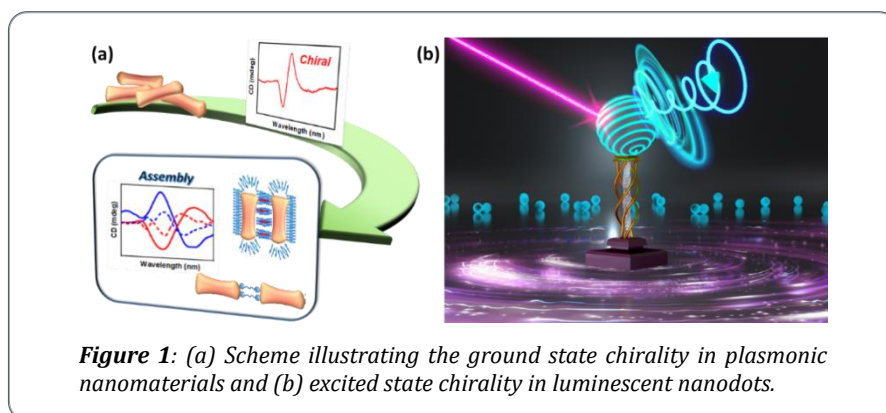 (a)
Chiral
CD (mdeg)
Wavelength (nm)
Assembly
CD (mdeg)
Wavelength (nm)
(b)
Figure 1: (a) Scheme illustrating the ground state chirality in plasmonic
nanomaterials and (b) excited state chirality in luminescent nanodots.